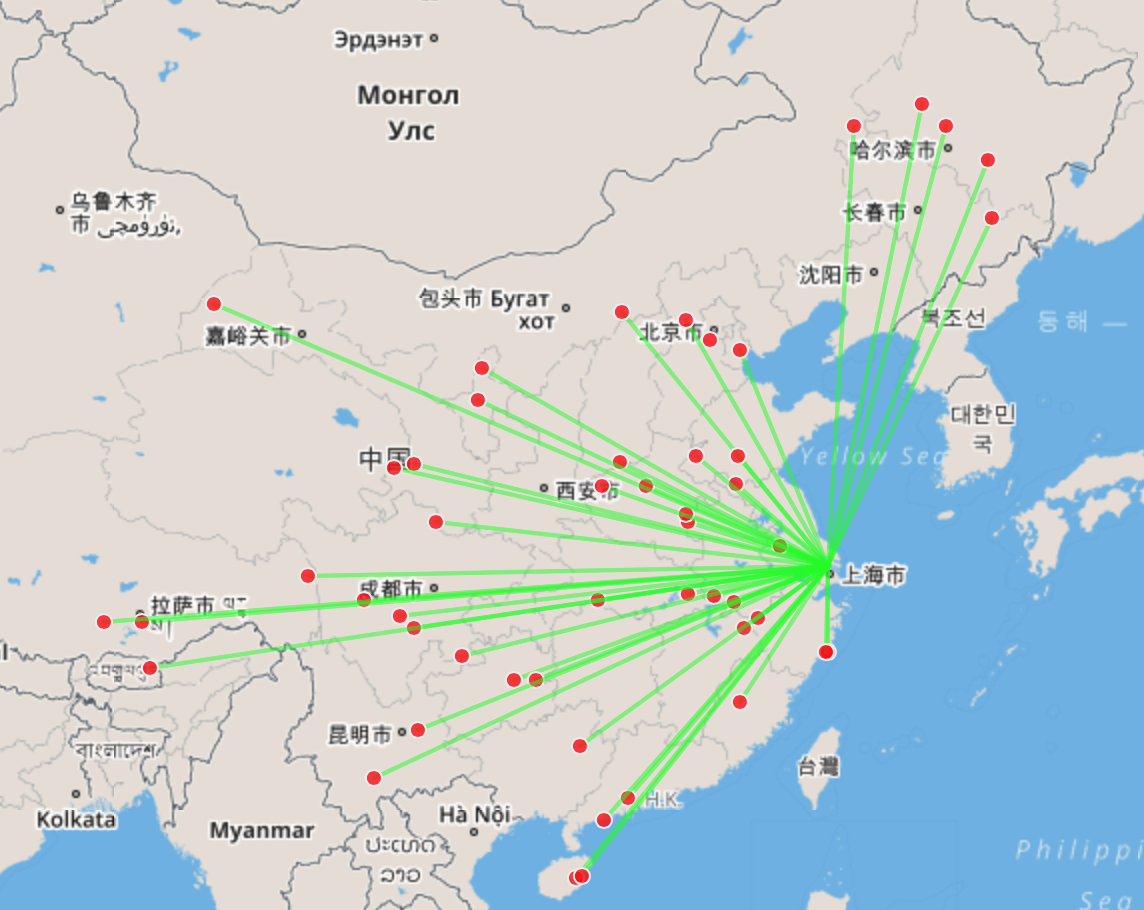 Эрдэнэт
Монгол
Улс
哈尔滨市
乌鲁木齐
市
长春市
沈阳市
包头市 Бугат
хот
북조선
동해 —
嘉峪关市
北京市
대한민
국
中国
Yellow Sea
西安市
上海市
成都市
拉萨市
昆明市
বাংলাদেশ
台灣
H.K.
Kolkata
Hà Nội
Myanmar
ປະເທດ
ລາວ
Philippi
Sea